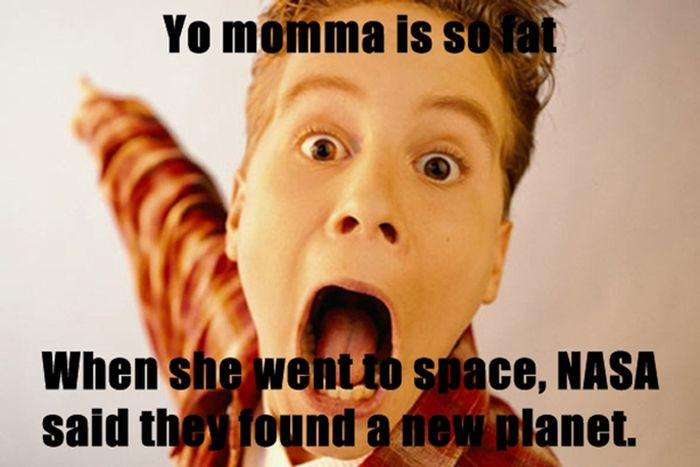 Yo momma is so fat
When she went to space, NASA
said they found a new planet.